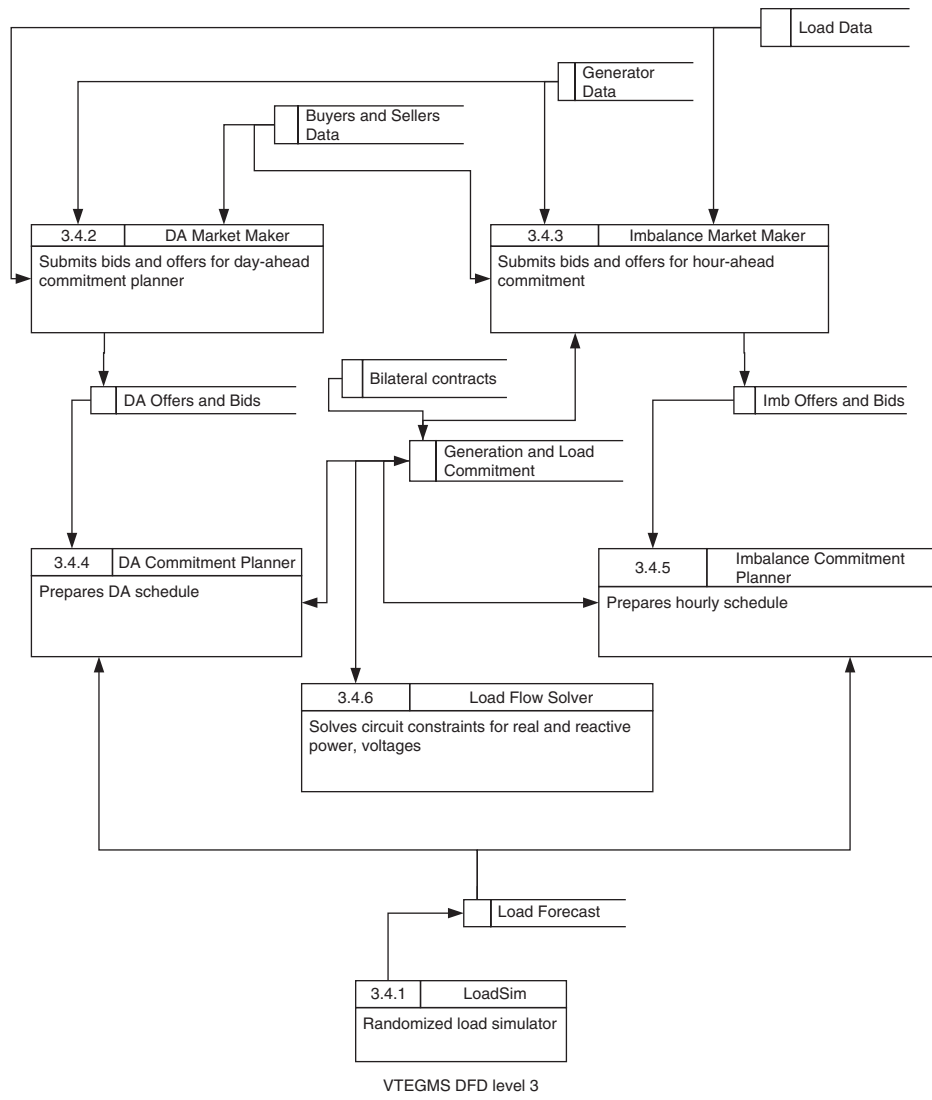 Load Data
Generator
Data
Buyers and Sellers
Data
3.4.2 DA Market Maker
Submits bids and offers for day-ahead
commitment planner
3.4.3 Imbalance Market Maker
Submits bids and offers for hour-ahead
commitment
Bilateral contracts
DA Offers and Bids
Imb Offers and Bids
Generation and Load
Commitment
3.4.4 DA Commitment Planner
Prepares DA schedule
3.4.5 Imbalance Commitment
Planner
Prepares hourly schedule
3.4.6 Load Flow Solver
Solves circuit constraints for real and reactive
power, voltages
Load Forecast
3.4.1 LoadSim
Randomized load simulator
VTEGMS DFD level 3